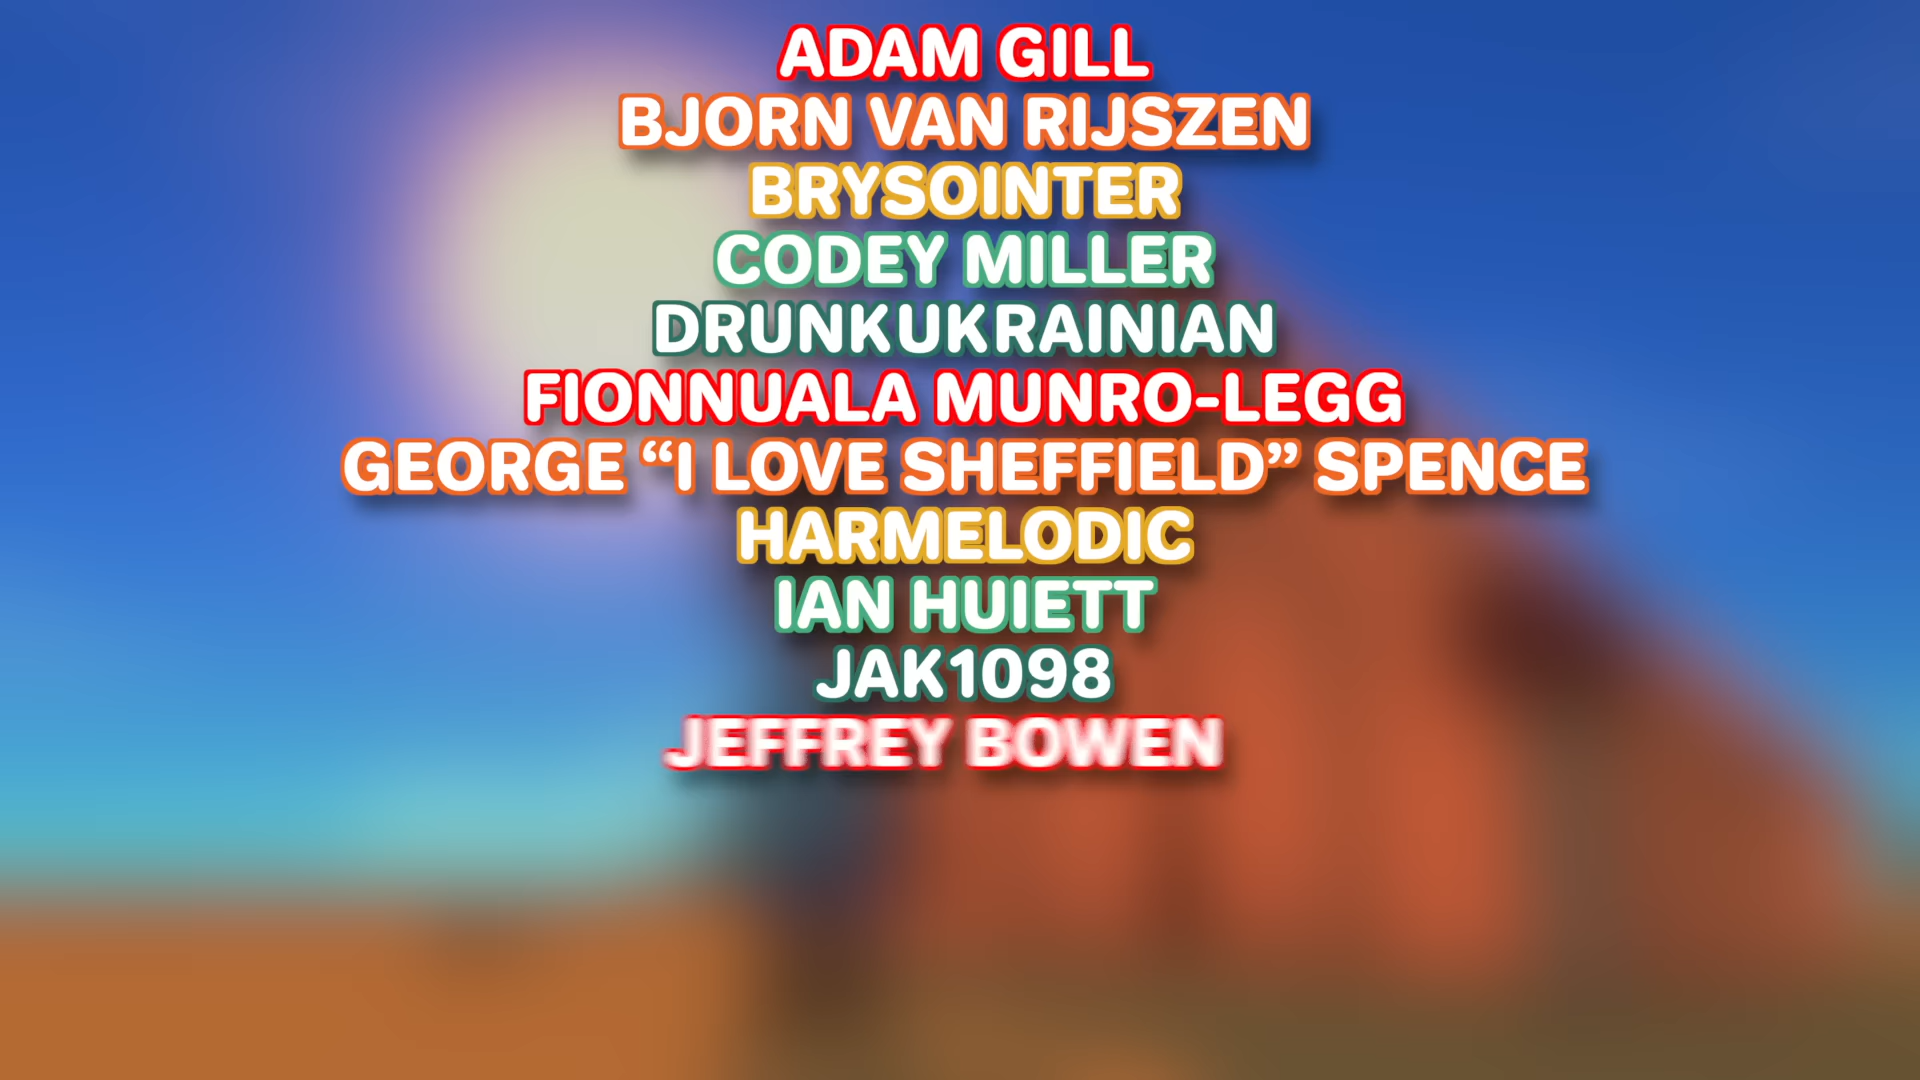 ADAM GILL
BJORN VAN RIJSZEN
BRYSOINTER
CODEY MILLER
DRUNKUKRAINIAN
FIONNUALA MUNRO-LEGG
GEORGE “I LOVE SHEFFIELD” SPENCE
HARMELODIC
IAN HUIETT
JAK1098
JEFFREY BOWEN